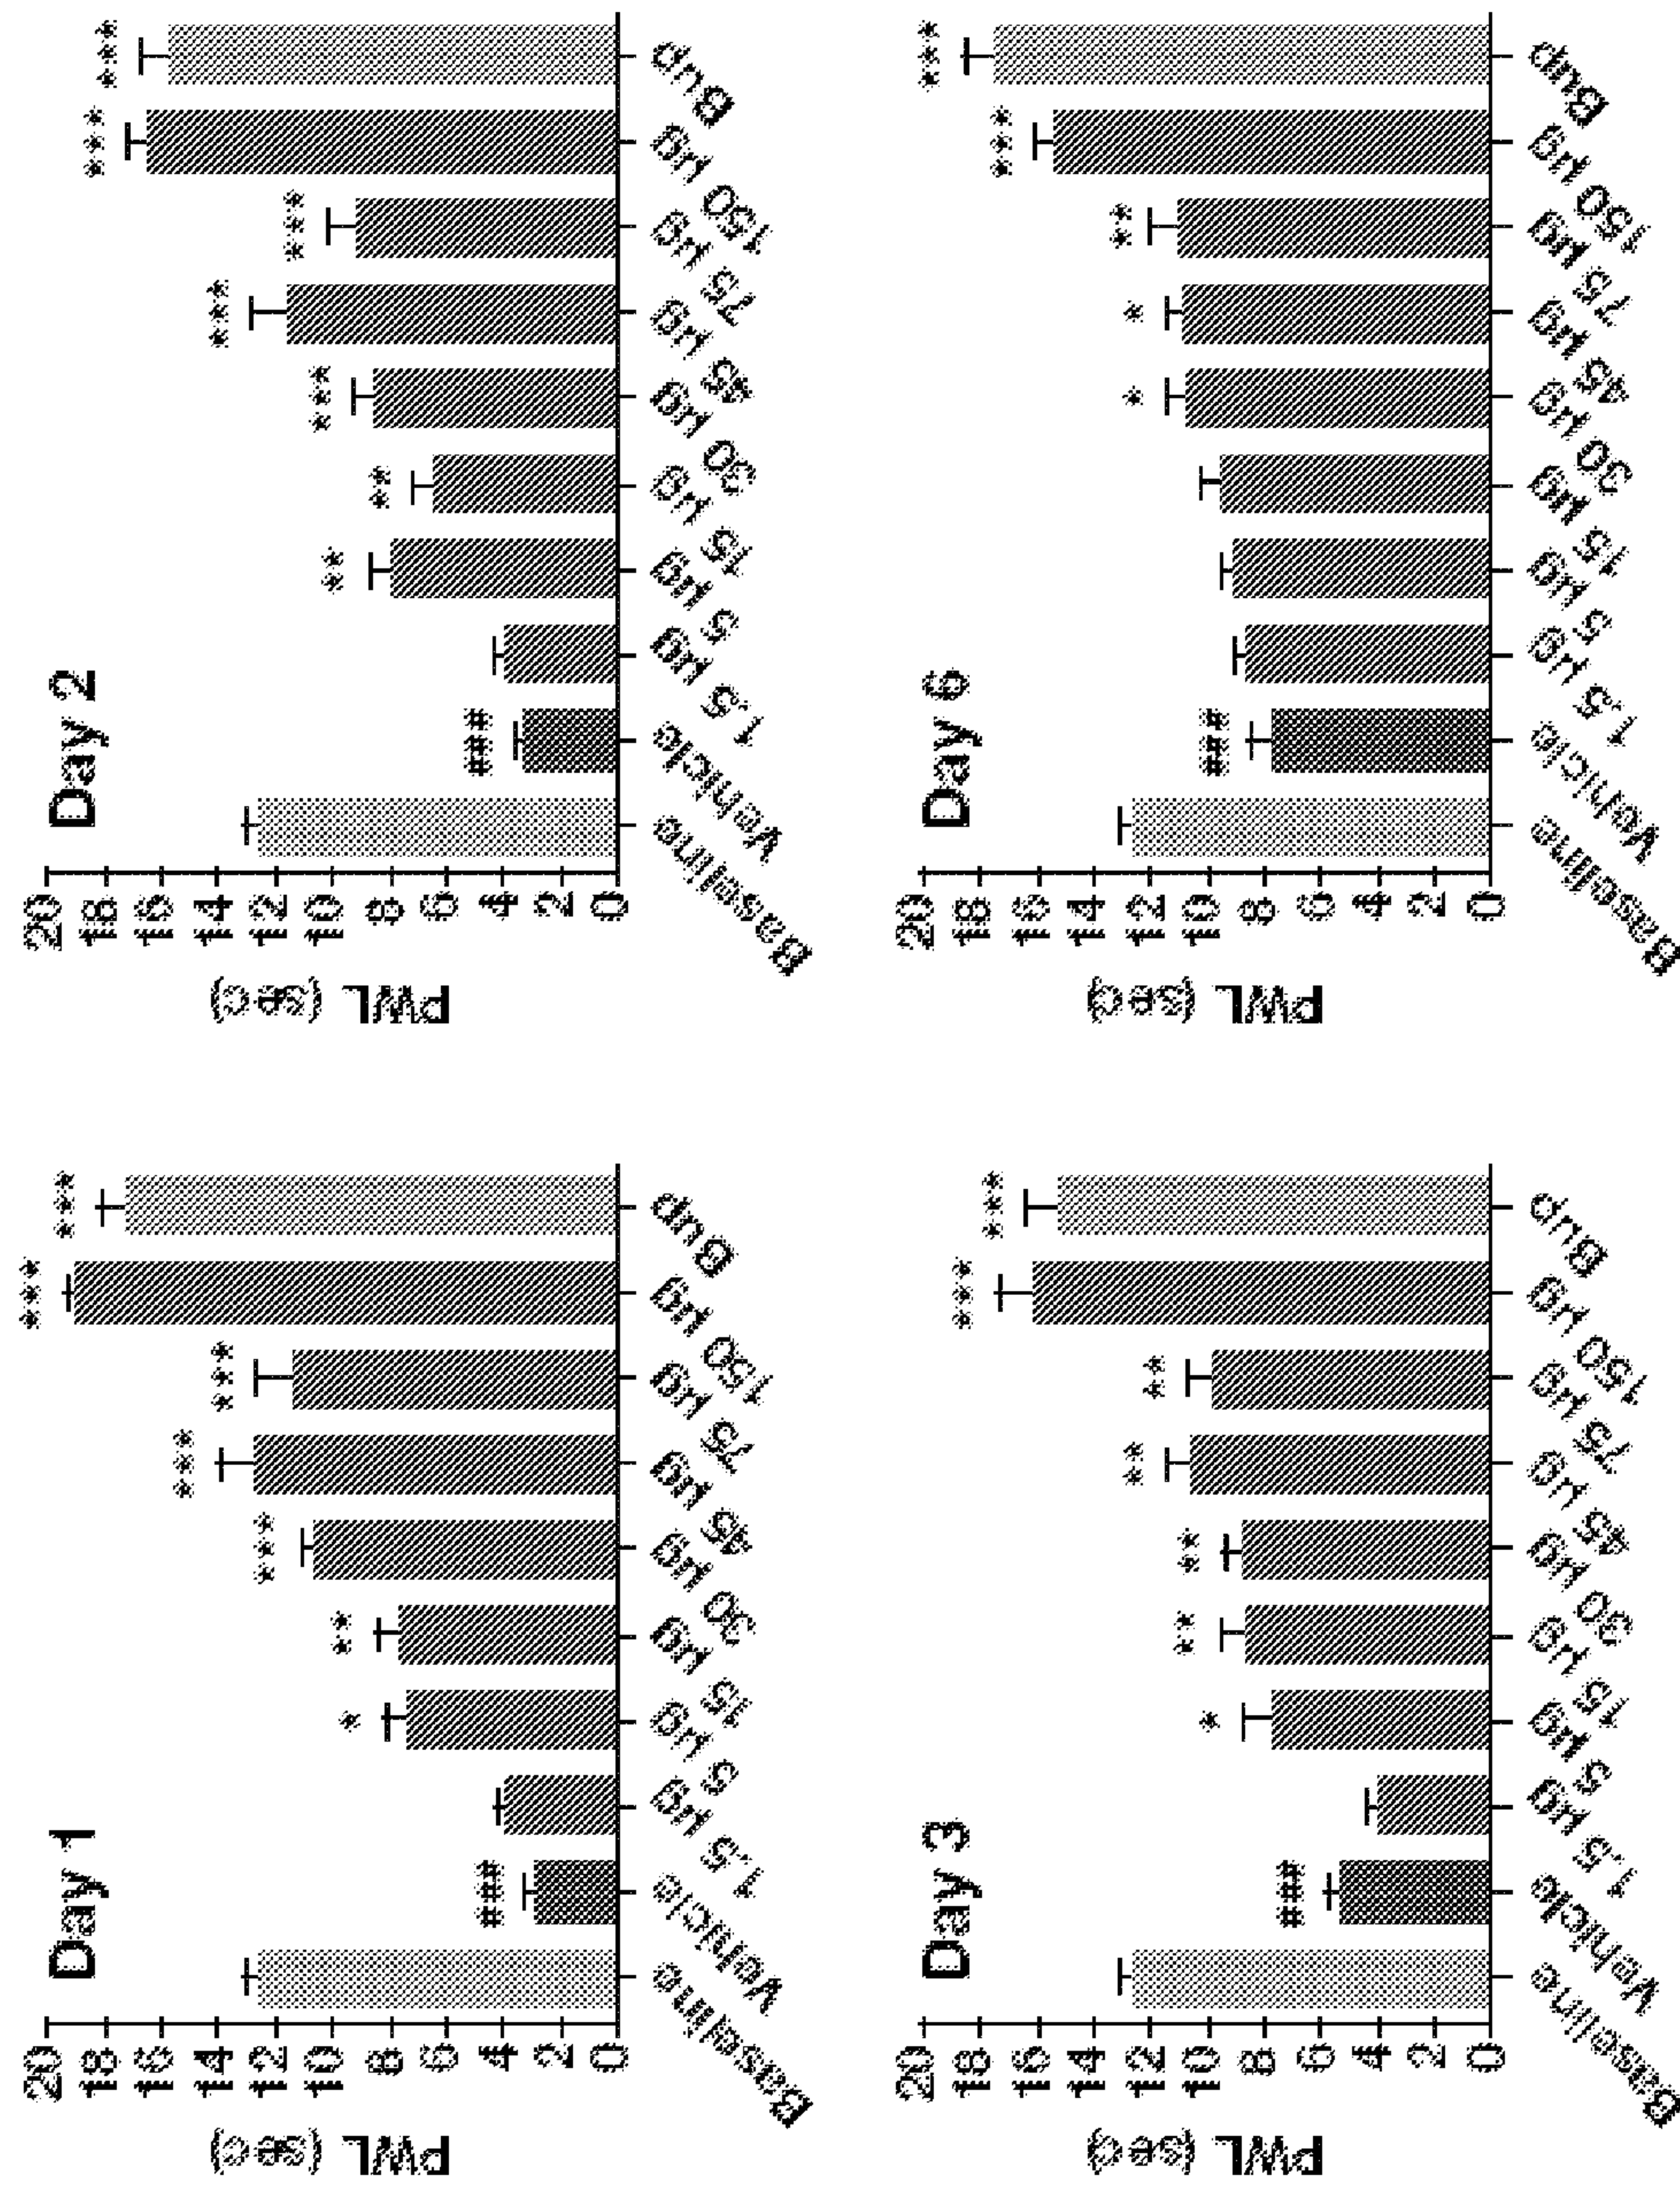 Day 1
PWL
(sec)
20
18
16
14
12
10
8
6
4
2
0
###
*
**
***
***
***
***
***
Baseline
Vehicle
1.5 µg
5 µg
15 µg
30 µg
45 µg
75 µg
150 µg
Bup
Day 2
PWL
(sec)
20
18
16
14
12
10
8
6
4
2
0
###
**
**
***
***
***
***
***
Baseline
Vehicle
1.5 µg
5 µg
15 µg
30 µg
45 µg
75 µg
150 µg
Bup
Day 3
PWL
(sec)
20
18
16
14
12
10
8
6
4
2
0
###
*
**
**
**
**
***
***
Baseline
Vehicle
1.5 µg
5 µg
15 µg
30 µg
45 µg
75 µg
150 µg
Bup
Day 6
PWL
(sec)
20
18
16
14
12
10
8
6
4
2
0
###
*
*
**
***
***
Baseline
Vehicle
1.5 µg
5 µg
15 µg
30 µg
45 µg
75 µg
150 µg
Bup